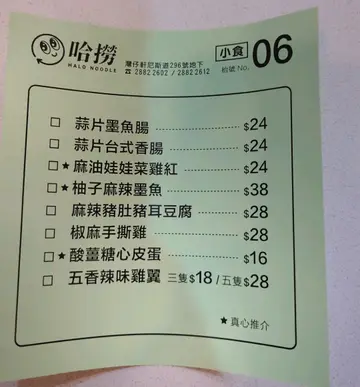 哈撈
HALO NOODLE
灣仔軒尼斯道296號地下
☎ 2882 2602 / 2882 2612
小食
枱號 No. 06
□ 蒜片墨魚腸 $24
□ 蒜片台式香腸 $24
□ ★ 麻油娃娃菜雞紅 $24
□ ★ 柚子麻辣墨魚 $38
□ 麻辣豬肚豬耳豆腐 $28
□ 椒麻手撕雞 $28
□ ★ 酸薑糖心皮蛋 $16
□ 五香辣味雞翼 三隻 $18 / 五隻 $28
★ 真心推介